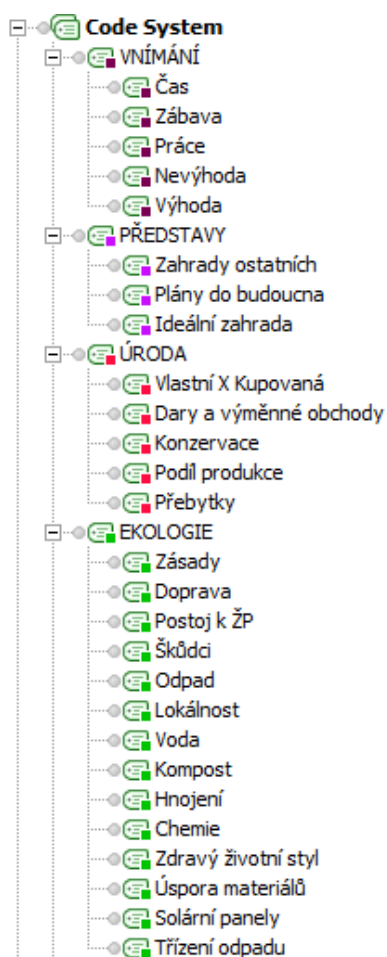 Code System
VNÍMÁNÍ
Čas
Zábava
Práce
Nevýhoda
Výhoda
PŘEDSTAVY
Zahrady ostatních
Plány do budoucna
Ideální zahrada
ÚRODA
Vlastní X Kupovaná
Dary a výměnné obchody
Konzervace
Podíl produkce
Přebytky
EKOLOGIE
Zásady
Doprava
Postoj k ŽP
Škůdci
Odpad
Lokálnost
Voda
Kompost
Hnojení
Chemie
Zdravý životní styl
Úspora materiálů
Solární panely
Třízení odpadu